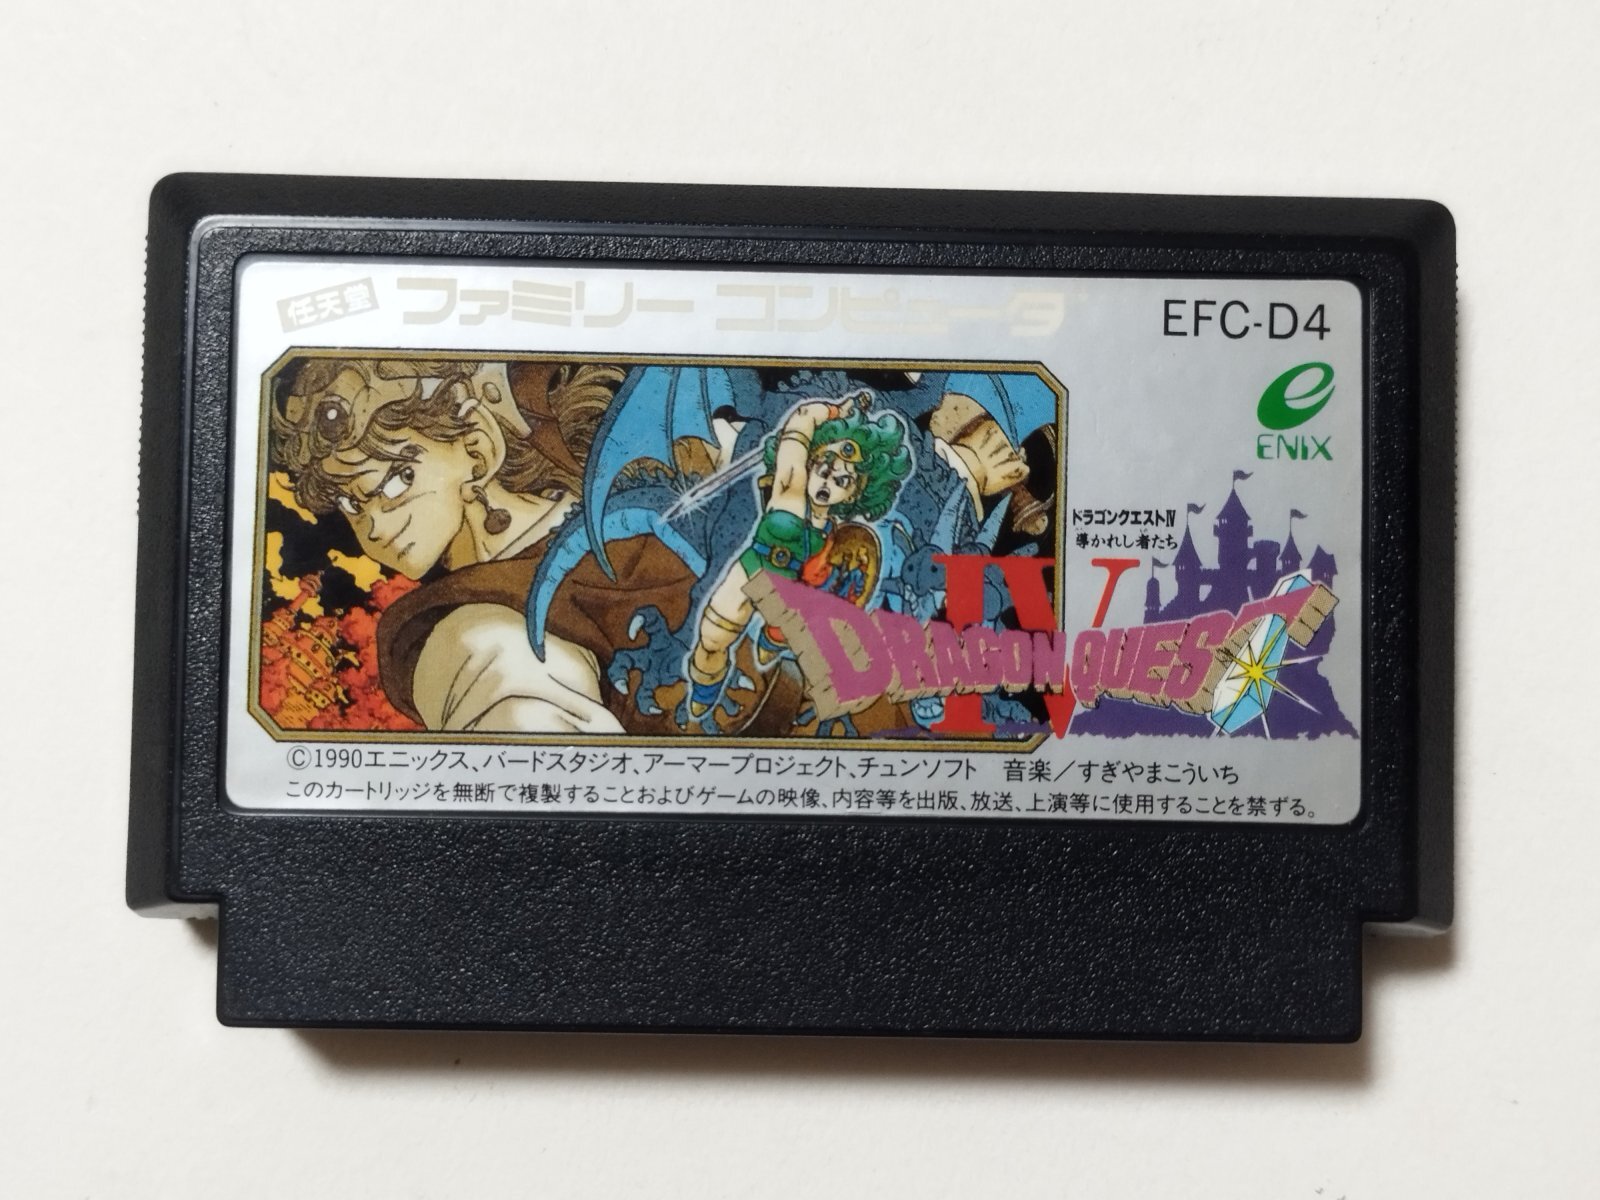 任天堂 ファミリー コンピュータ
EFC-D4
ENIX
ドラゴンクエストIV
導かれし者たち
IV
DRAGON QUEST
©1990エニックス、バードスタジオ、アーマープロジェクト、チュンソフト 音楽/すぎやまこういち
このカートリッジを無断で複製することおよびゲームの映像、内容等を出版、放送、上演等に使用することを禁ずる。